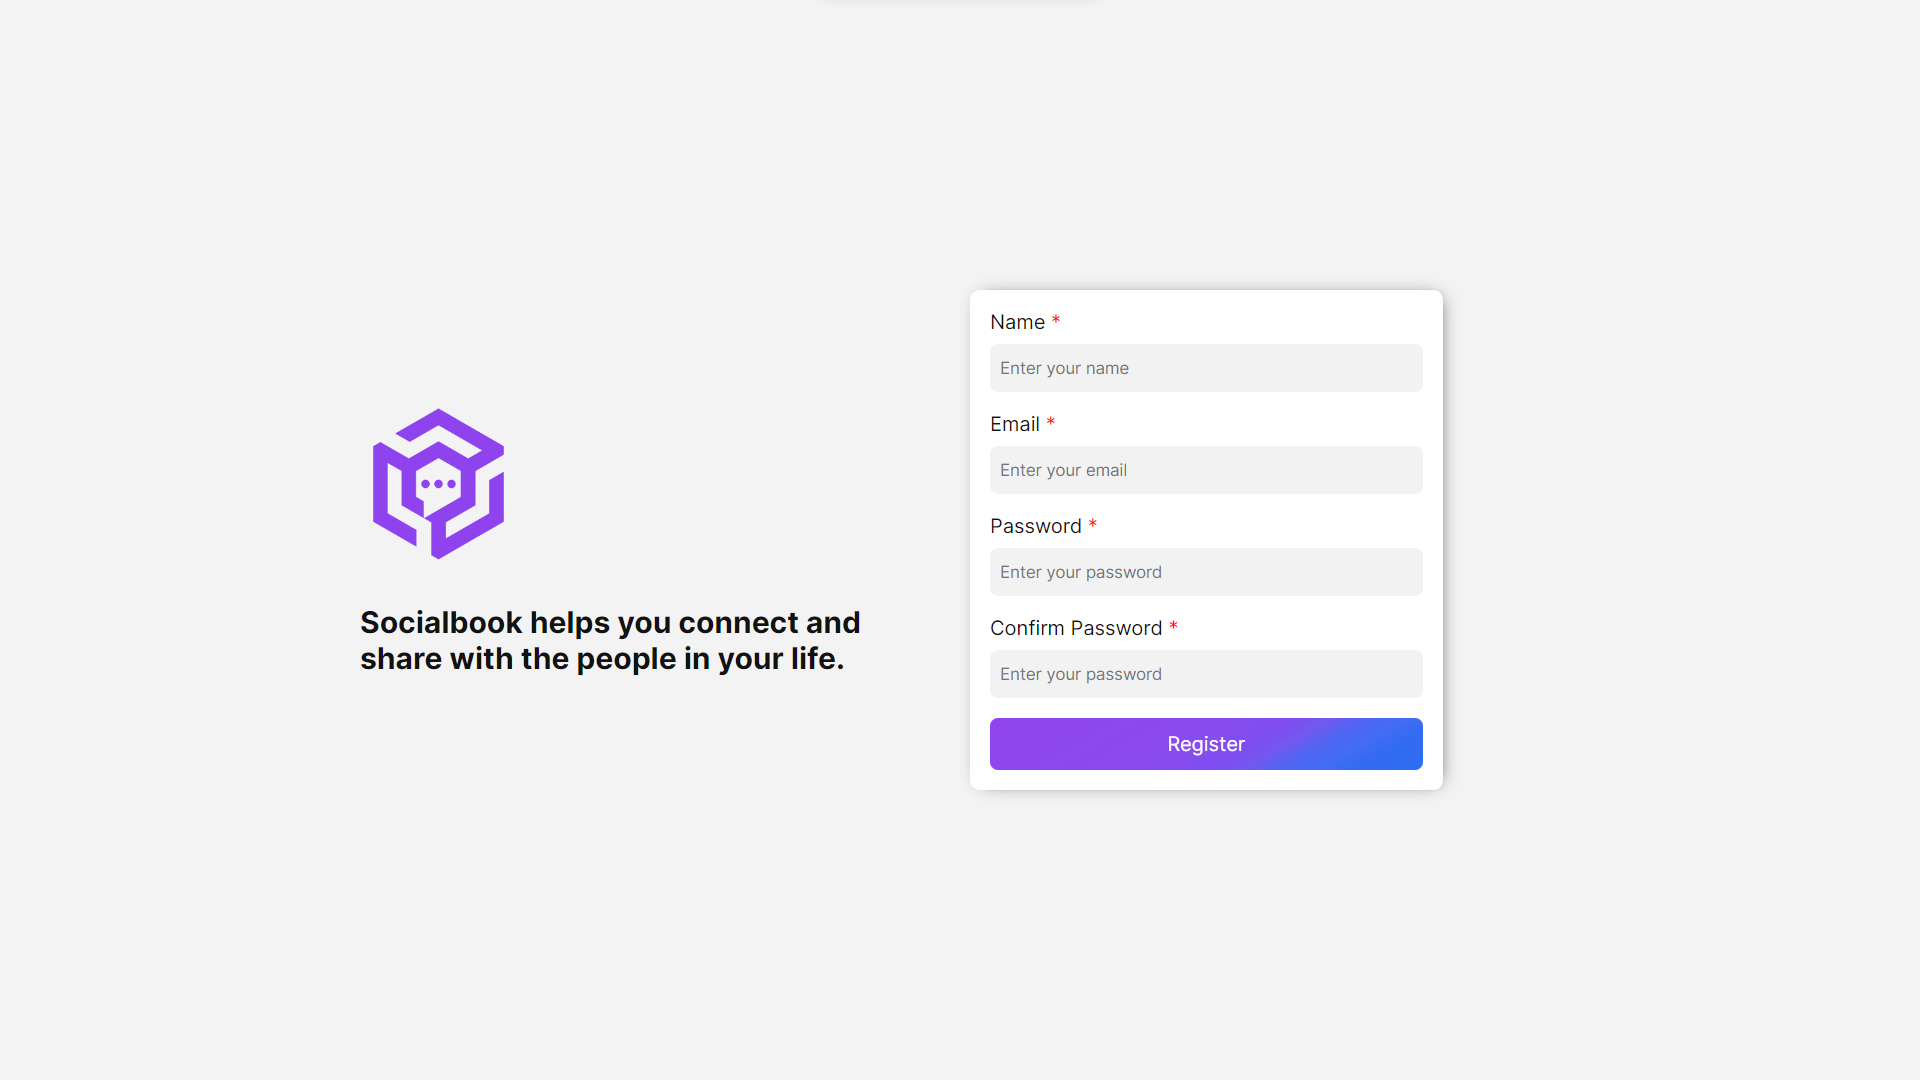 Socialbook helps you connect and
share with the people in your life.
Name *
Enter your name
Email *
Enter your email
Password *
Enter your password
Confirm Password *
Enter your password
Register